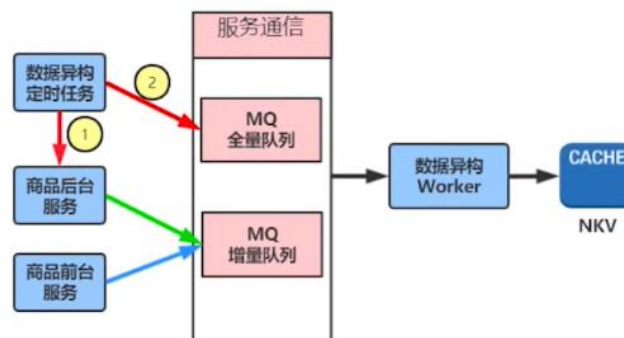 服务通信
数据异构
定时任务
2
1
MQ
全量队列
商品后台
服务
数据异构
Worker
CACHE
NKV
MQ
增量队列
商品前台
服务